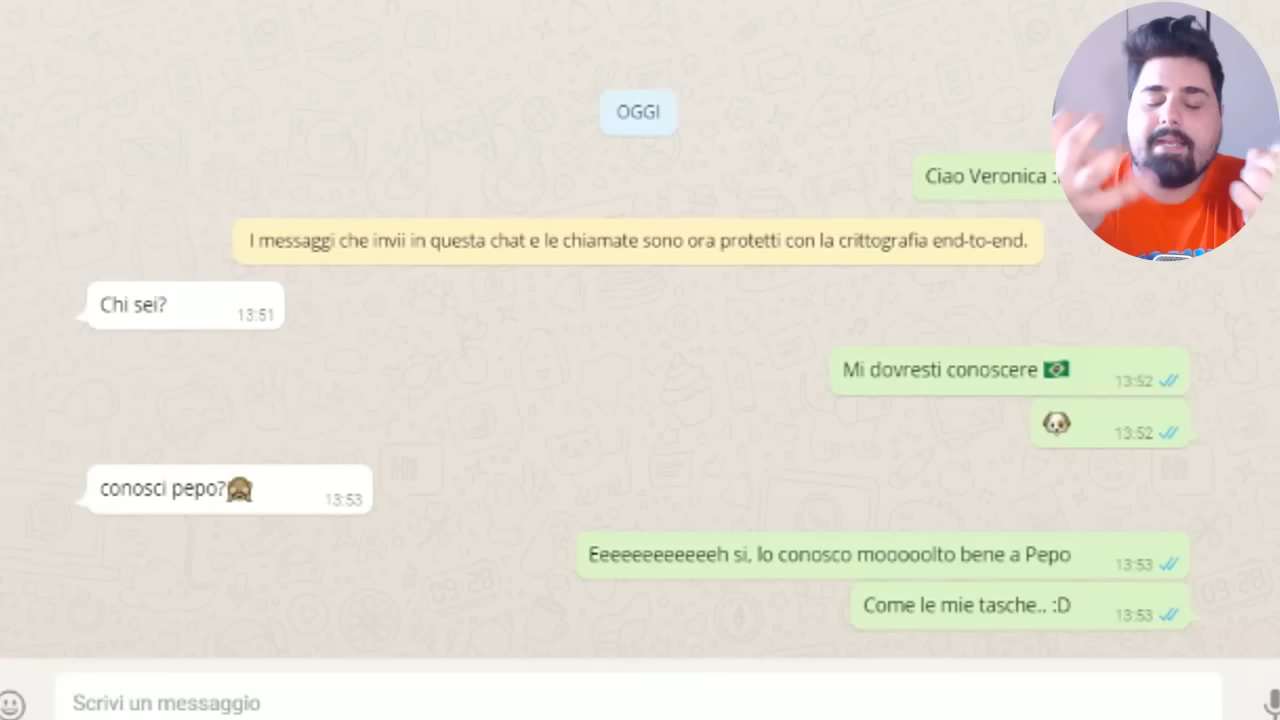 OGGI
Ciao Veronica :
I messaggi che invii in questa chat e le chiamate sono ora protetti con la crittografia end-to-end.
Chi sei?
13:51
Mi dovresti conoscere 🇧🇷
13:52
🐶
13:52
conosci pepo?🙈
13:53
Eeeeeeeeeeeeh si, lo conosco mooooolto bene a Pepo
13:53
Come le mie tasche.. :D
13:53
Scrivi un messaggio